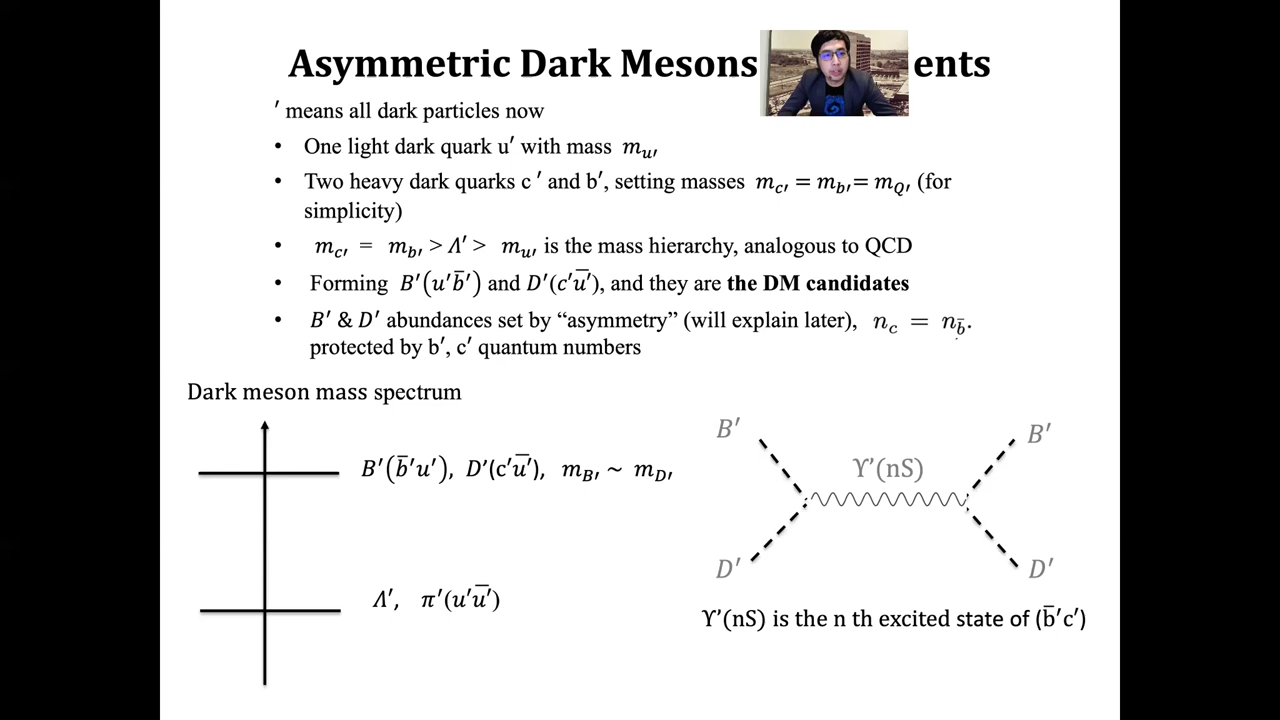 Asymmetric Dark Mesons ents
′ means all dark particles now
• One light dark quark u′ with mass m_u′
• Two heavy dark quarks c ′ and b′, setting masses m_c′ = m_b′= m_Q′ (for
simplicity)
• m_c′ = m_b′ > Λ′ > m_u′ is the mass hierarchy, analogous to QCD
• Forming B′(u′b̄′) and D′(c′ū′), and they are the DM candidates
• B′ & D′ abundances set by “asymmetry” (will explain later), n_c = n_b̄.
protected by b′, c′ quantum numbers
Dark meson mass spectrum
B′(b̄′u′), D′(c′ū′), m_B′ ~ m_D′
Λ′, π′(u′ū′)
B′ B′
ϒ’(nS)
D′ D′
ϒ’(nS) is the n th excited state of (b̄′c′)